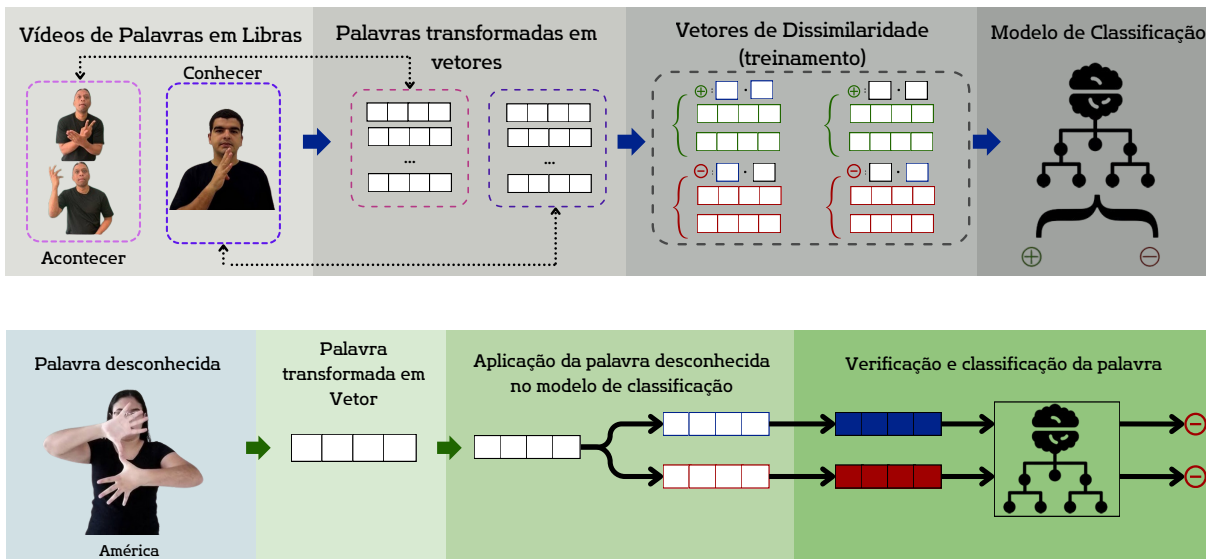 Vídeos de Palavras em Libras
Conhecer
Acontecer
Palavras transformadas em
vetores
...
...
Vetores de Dissimilaridade
(treinamento)
+ : ·
+ : ·
− : ·
− : ·
Modelo de Classificação
+ −
Palavra desconhecida
América
Palavra
transformada em
Vetor
Aplicação da palavra desconhecida
no modelo de classificação
Verificação e classificação da palavra
−
−